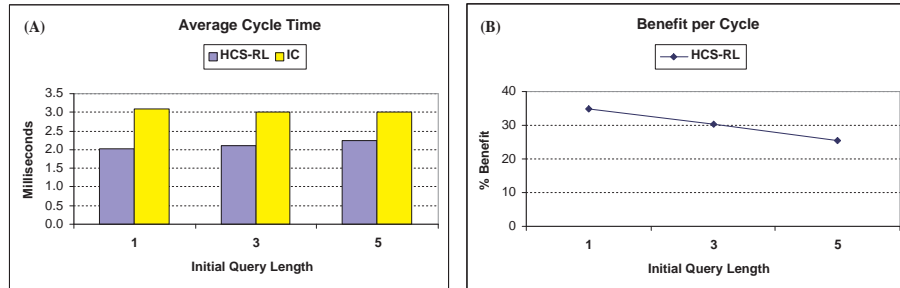 (A)
Average Cycle Time
HCS-RL IC
Milliseconds
3.5
3.0
2.5
2.0
1.5
1.0
0.5
0.0
1 3 5
Initial Query Length
(B)
Benefit per Cycle
HCS-RL
% Benefit
40
30
20
10
0
1 3 5
Initial Query Length